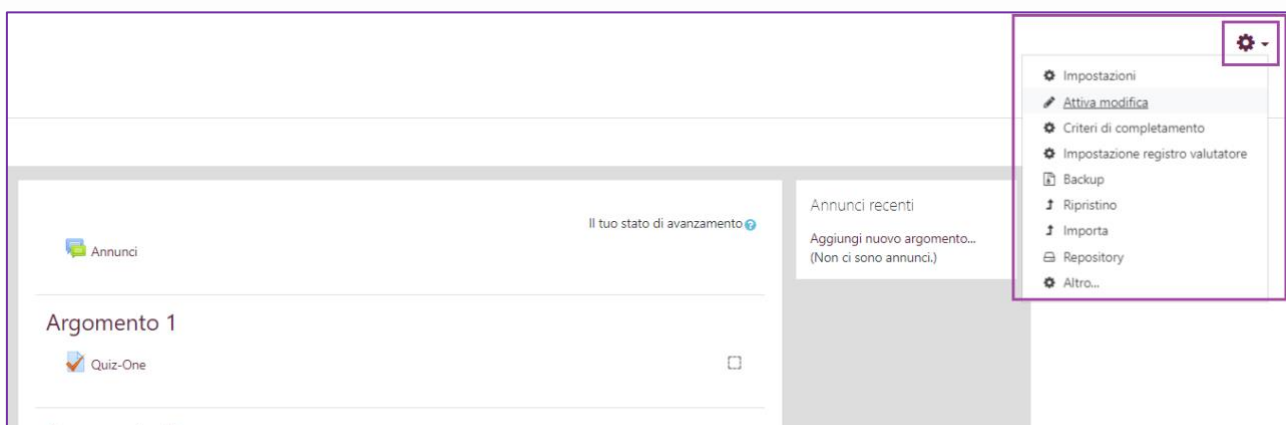 Impostazioni
Attiva modifica
Criteri di completamento
Impostazione registro valutatore
Backup
Ripristino
Importa
Repository
Altro...
Il tuo stato di avanzamento
Annunci
Argomento 1
Quiz-One
Annunci recenti
Aggiungi nuovo argomento...
(Non ci sono annunci.)